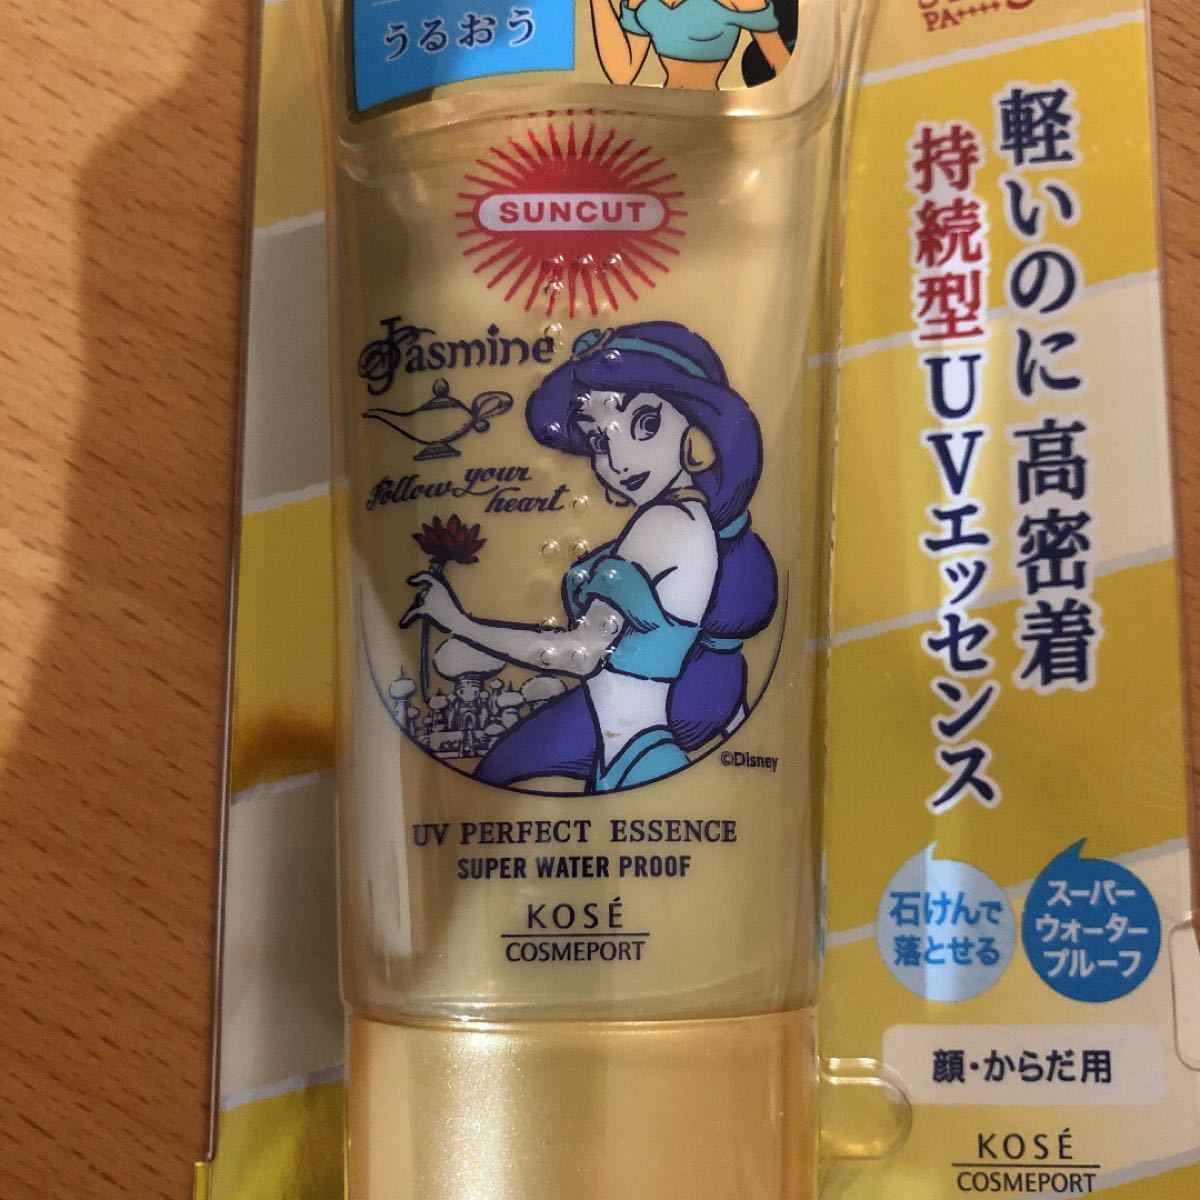 うるおう
PA++++
SUNCUT
Jasmine
follow your
heart
©Disney
UV PERFECT ESSENCE
SUPER WATER PROOF
KOSÉ
COSMEPORT
軽いのに高密着
持続型UVエッセンス
石けんで
落とせる
スーパー
ウォーター
プルーフ
顔・からだ用
KOSÉ
COSMEPORT